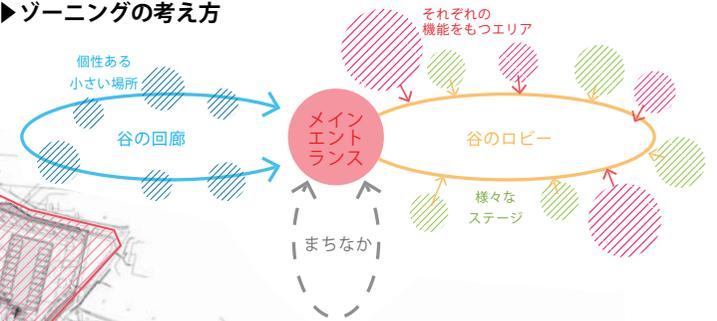 ▶ゾーニングの考え方
それぞれの
機能をもつエリア
個性ある
小さい場所
谷の回廊
メイン
エント
ランス
谷のロビー
様々な
ステージ
まちなか